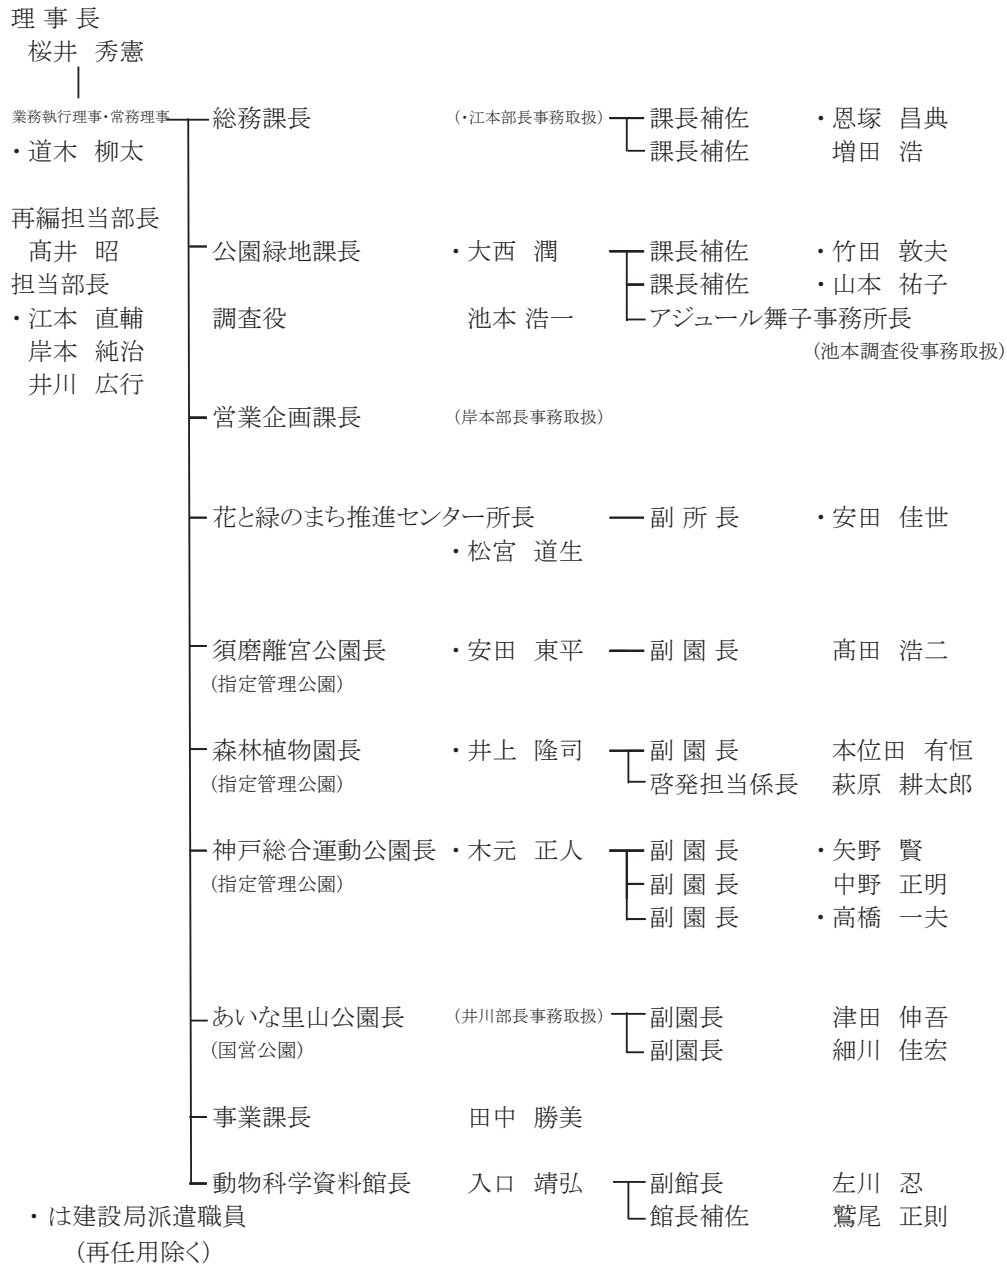 理 事 長
桜井 秀憲
業務執行理事・常務理事 総務課長 (・江本部長事務取扱) 課長補佐 ・恩塚 昌典
・道木 柳太 課長補佐 増田 浩
再編担当部長
髙井 昭 公園緑地課長 ・大西 潤 課長補佐 ・竹田 敦夫
担当部長 課長補佐 ・山本 祐子
・江本 直輔 調査役 池本 浩一 アジュール舞子事務所長
岸本 純治 (池本調査役事務取扱)
井川 広行
営業企画課長 (岸本部長事務取扱)
花と緑のまち推進センター所長 副 所 長 ・安田 佳世
・松宮 道生
須磨離宮公園長 ・安田 東平 副 園 長 髙田 浩二
(指定管理公園)
森林植物園長 ・井上 隆司 副 園 長 本位田 有恒
(指定管理公園) 啓発担当係長 萩原 耕太郎
神戸総合運動公園長 ・木元 正人 副 園 長 ・矢野 賢
(指定管理公園) 副 園 長 中野 正明
副 園 長 ・高橋 一夫
あいな里山公園長 (井川部長事務取扱) 副園長 津田 伸吾
(国営公園) 副園長 細川 佳宏
事業課長 田中 勝美
動物科学資料館長 入口 靖弘 副館長 左川 忍
・は建設局派遣職員 館長補佐 鷲尾 正則
(再任用除く)